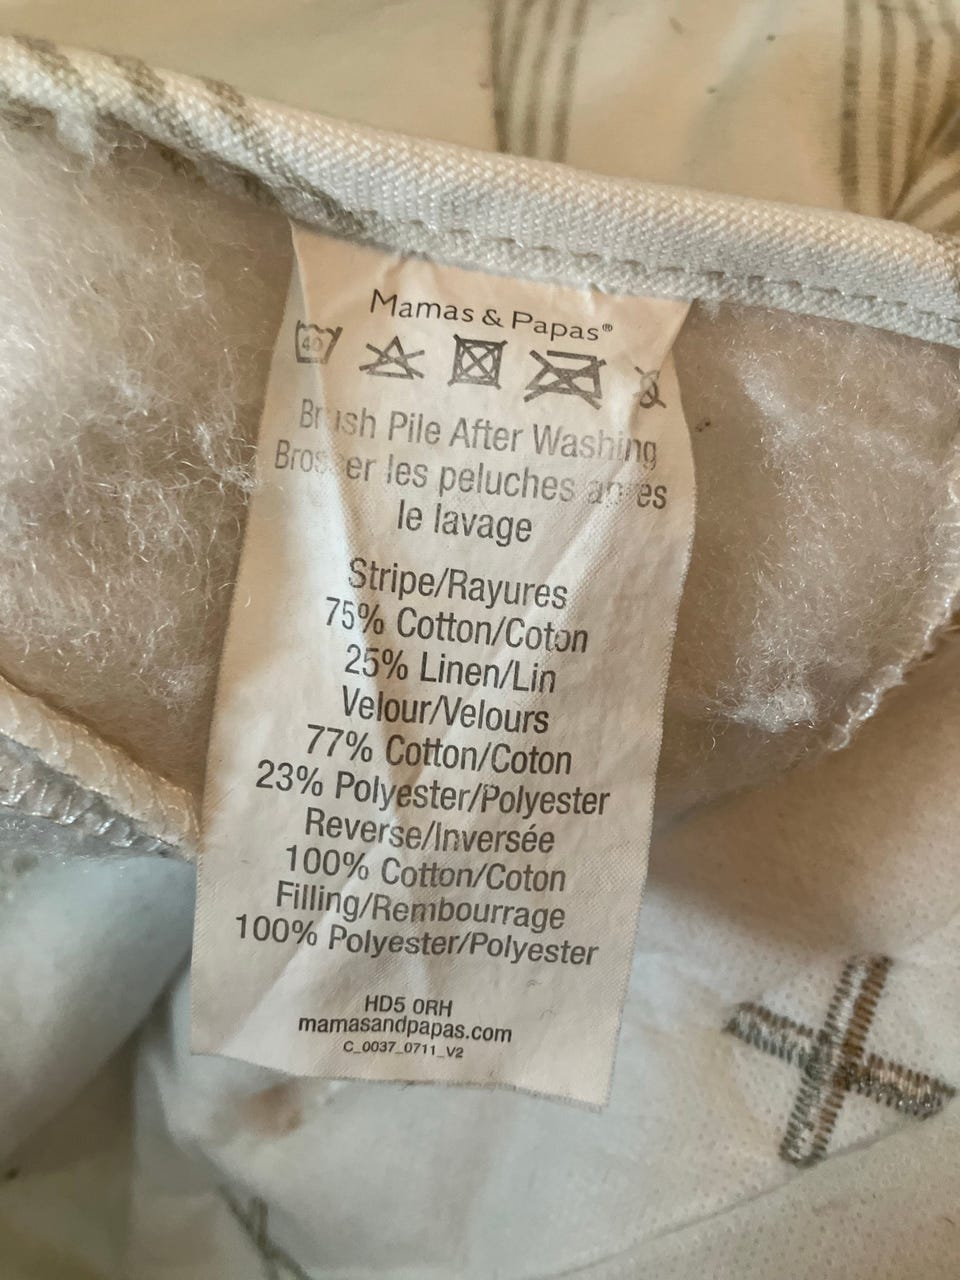 Mamas & Papas®
40
Brush Pile After Washing
Brosser les peluches après
le lavage
Stripe/Rayures
75% Cotton/Coton
25% Linen/Lin
Velour/Velours
77% Cotton/Coton
23% Polyester/Polyester
Reverse/Inversée
100% Cotton/Coton
Filling/Rembourrage
100% Polyester/Polyester
HD5 0RH
mamasandpapas.com
C_0037_0711_V2